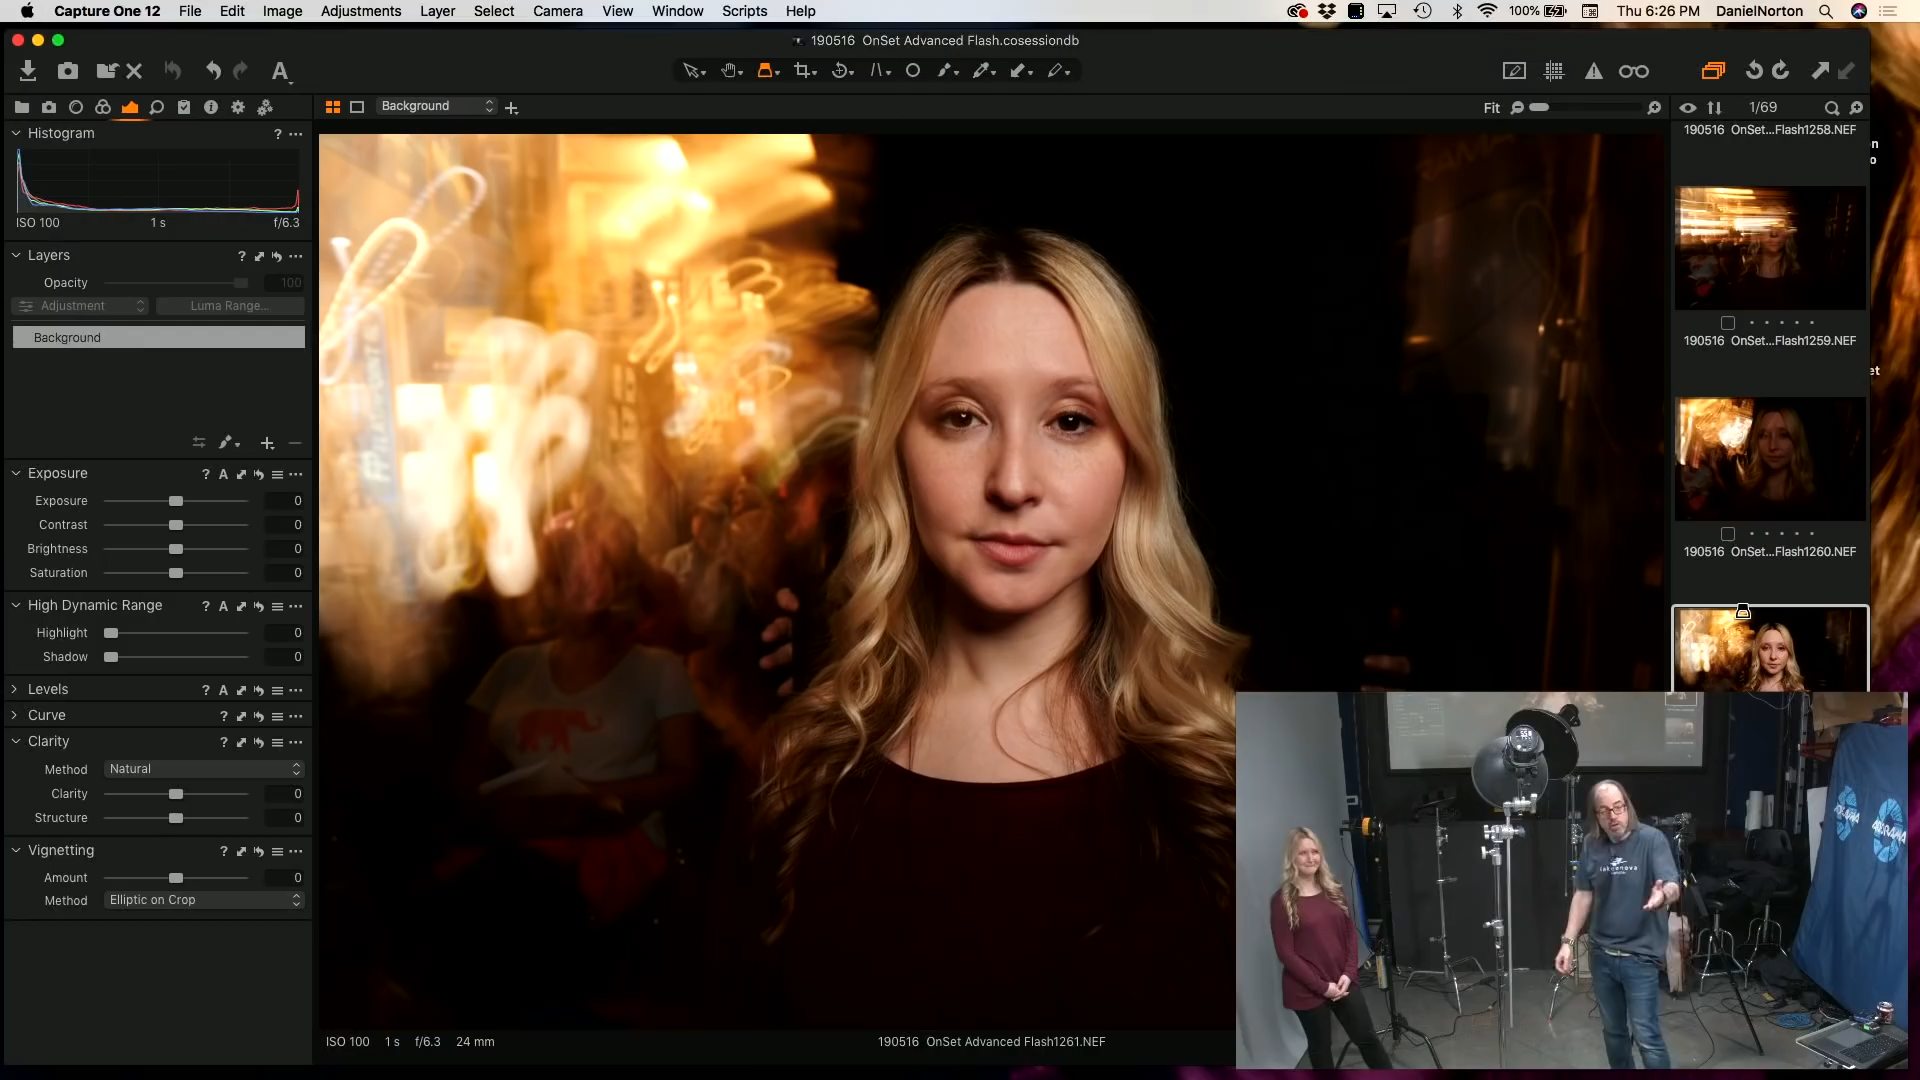 Capture One 12 File Edit Image Adjustments Layer Select Camera View Window Scripts Help 100% Thu 6:26 PM DanielNorton
190516 OnSet Advanced Flash.cosessiondb
A
Background Fit 1/69
Histogram ?
ISO 100 1 s f/6.3
Layers ?
Opacity 100
Adjustment Luma Range...
Background
Exposure ? A
Exposure 0
Contrast 0
Brightness 0
Saturation 0
High Dynamic Range ? A
Highlight 0
Shadow 0
Levels ? A
Curve ?
Clarity ?
Method Natural
Clarity 0
Structure 0
Vignetting ?
Amount 0
Method Elliptic on Crop
ISO 100 1 s f/6.3 24 mm 190516 OnSet Advanced Flash1261.NEF
190516 OnSet...Flash1258.NEF
190516 OnSet...Flash1259.NEF
190516 OnSet...Flash1260.NEF